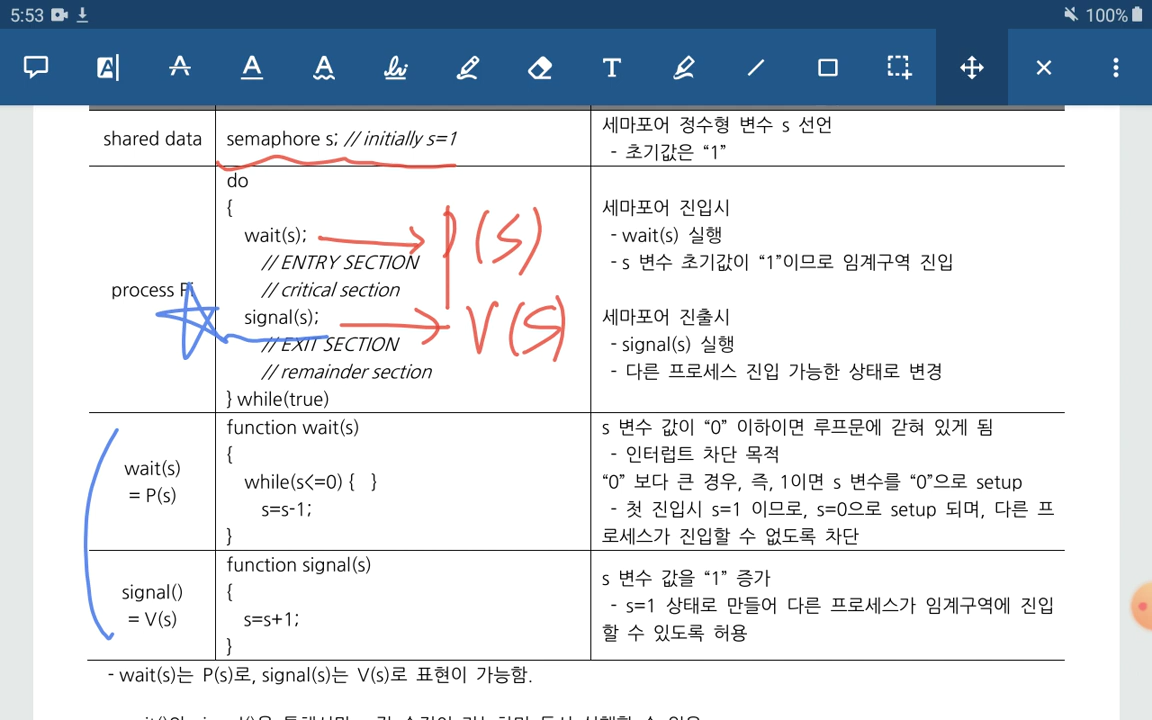 5:53
100%
shared data
semaphore s; // initially s=1
세마포어 정수형 변수 s 선언
- 초기값은 “1”
process Pi
do
{
wait(s);
// ENTRY SECTION
// critical section
signal(s);
// EXIT SECTION
// remainder section
} while(true)
P(S)
V(S)
세마포어 진입시
- wait(s) 실행
- s 변수 초기값이 “1”이므로 임계구역 진입
세마포어 진출시
- signal(s) 실행
- 다른 프로세스 진입 가능한 상태로 변경
wait(s)
= P(s)
function wait(s)
{
while(s<=0) { }
s=s-1;
}
s 변수 값이 “0” 이하이면 루프문에 갇혀 있게 됨
- 인터럽트 차단 목적
“0” 보다 큰 경우, 즉, 1이면 s 변수를 “0”으로 setup
- 첫 진입시 s=1 이므로, s=0으로 setup 되며, 다른 프
로세스가 진입할 수 없도록 차단
signal()
= V(s)
function signal(s)
{
s=s+1;
}
s 변수 값을 “1” 증가
- s=1 상태로 만들어 다른 프로세스가 임계구역에 진입
할 수 있도록 허용
- wait(s)는 P(s)로, signal(s)는 V(s)로 표현이 가능함.